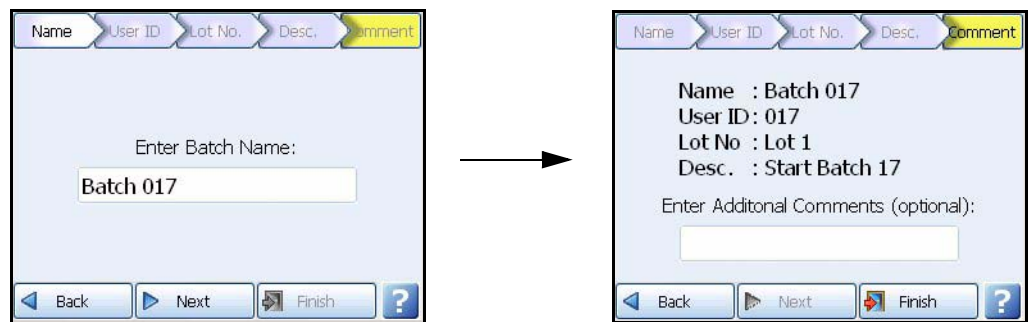 Name User ID Lot No. Desc. Comment
Enter Batch Name:
Batch 017
Back Next Finish ?
Name User ID Lot No. Desc. Comment
Name : Batch 017
User ID : 017
Lot No : Lot 1
Desc. : Start Batch 17
Enter Additonal Comments (optional):
Back Next Finish ?